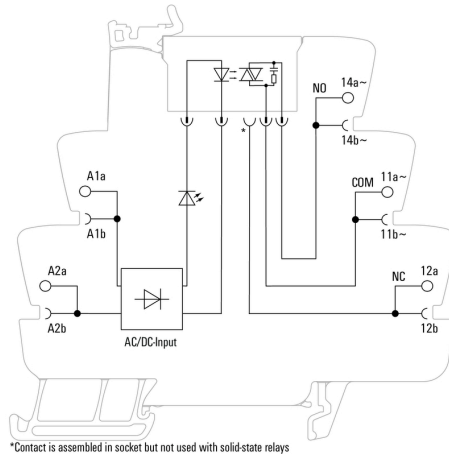 NO
14a~
14b~
*
A1a
A1b
COM
11a~
11b~
A2a
A2b
NC
12a
12b
AC/DC-Input
*Contact is assembled in socket but not used with solid-state relays